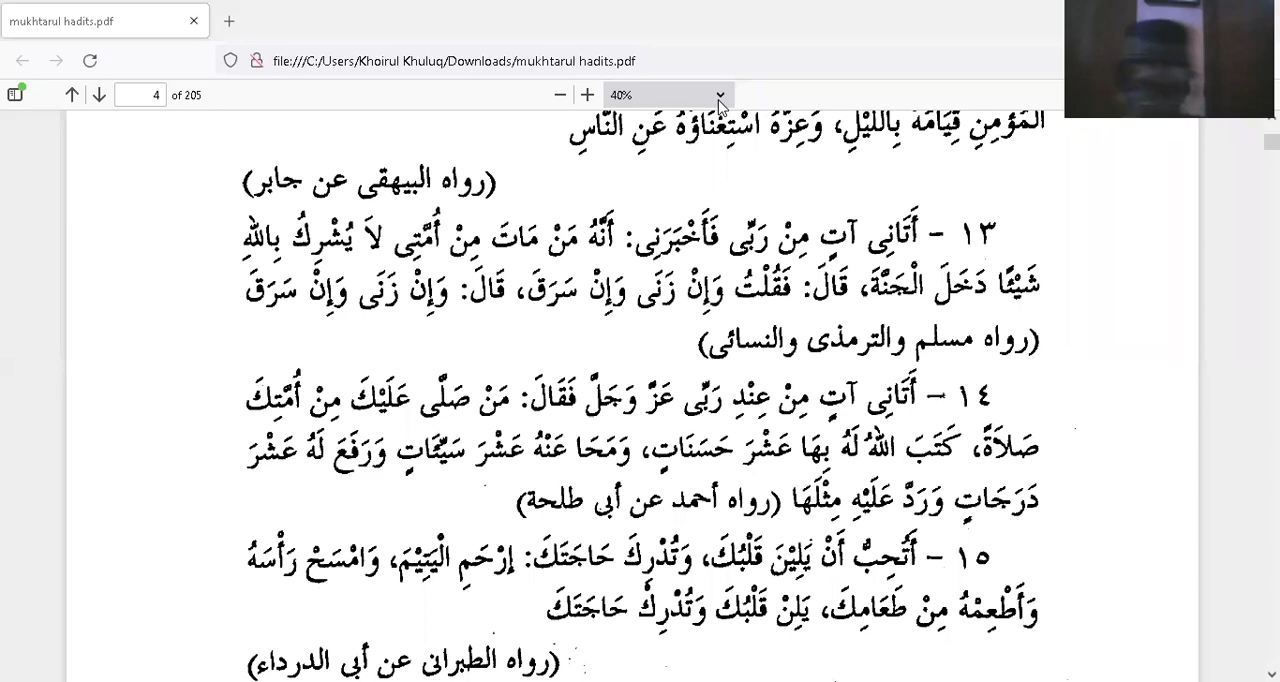 mukhtarul hadits.pdf
file:///C:/Users/Khoirul Khuluq/Downloads/mukhtarul hadits.pdf
4 of 205
40%
الْمُؤْمِنِ قِيَامُهُ بِاللَّيْلِ، وَعِزُّهُ اسْتِغْنَاؤُهُ عَنِ النَّاسِ
(رواه البيهقى عن جابر)
١٣ - أَتَانِى آتٍ مِنْ رَبِّى فَأَخْبَرَنِى: أَنَّهُ مَنْ مَاتَ مِنْ أُمَّتِى لاَ يُشْرِكُ بِاللهِ
شَيْئًا دَخَلَ الْجَنَّةَ، قَالَ: فَقُلْتُ وَإِنْ زَنَى وَإِنْ سَرَقَ، قَالَ: وَإِنْ زَنَى وَإِنْ سَرَقَ
(رواه مسلم والترمذى والنسائى)
١٤ - أَتَانِى آتٍ مِنْ عِنْدِ رَبِّى عَزَّ وَجَلَّ فَقَالَ: مَنْ صَلَّى عَلَيْكَ مِنْ أُمَّتِكَ
صَلاَةً، كَتَبَ اللهُ لَهُ بِهَا عَشْرَ حَسَنَاتٍ، وَمَحَا عَنْهُ عَشْرَ سَيِّئَاتٍ وَرَفَعَ لَهُ عَشْرَ
دَرَجَاتٍ وَرَدَّ عَلَيْهِ مِثْلَهَا (رواه أحمد عن أبى طلحة)
١٥ - أَتُحِبُّ أَنْ يَلِيْنَ قَلْبُكَ، وَتُدْرِكَ حَاجَتَكَ: إِرْحَمِ الْيَتِيْمَ، وَامْسَحْ رَأْسَهُ
وَأَطْعِمْهُ مِنْ طَعَامِكَ، يَلِنْ قَلْبُكَ وَتُدْرِكْ حَاجَتَكَ
(رواه الطبرانى عن أبى الدرداء)